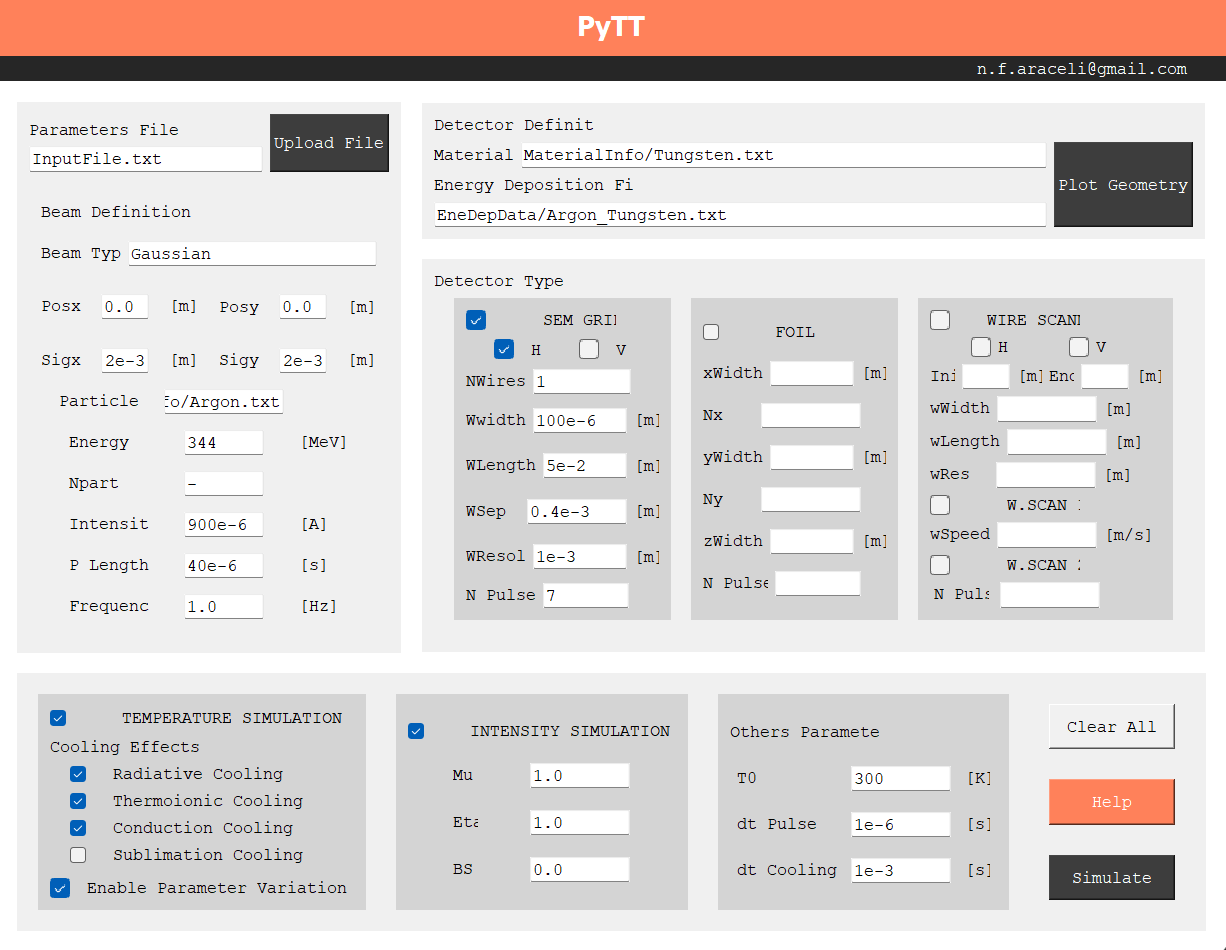 PyTT
n.f.araceli@gmail.com
Parameters File
InputFile.txt
Upload File
Beam Definition
Beam Typ Gaussian
Posx 0.0 [m] Posy 0.0 [m]
Sigx 2e-3 [m] Sigy 2e-3 [m]
Particle fo/Argon.txt
Energy 344 [MeV]
Npart -
Intensit 900e-6 [A]
P Length 40e-6 [s]
Frequenc 1.0 [Hz]
Detector Definit
Material MaterialInfo/Tungsten.txt
Energy Deposition Fi
EneDepData/Argon_Tungsten.txt
Plot Geometry
Detector Type
SEM GRI
H V
NWires 1
Wwidth 100e-6 [m]
WLength 5e-2 [m]
WSep 0.4e-3 [m]
WResol 1e-3 [m]
N Pulse 7
FOIL
xWidth [m]
Nx
yWidth [m]
Ny
zWidth [m]
N Pulse
WIRE SCAN
H V
Ini [m] Enc [m]
wWidth [m]
wLength [m]
wRes [m]
W.SCAN 1
wSpeed [m/s]
W.SCAN 2
N Puls
TEMPERATURE SIMULATION
Cooling Effects
Radiative Cooling
Thermoionic Cooling
Conduction Cooling
Sublimation Cooling
Enable Parameter Variation
INTENSITY SIMULATION
Mu 1.0
Eta 1.0
BS 0.0
Others Paramete
T0 300 [K]
dt Pulse 1e-6 [s]
dt Cooling 1e-3 [s]
Clear All
Help
Simulate